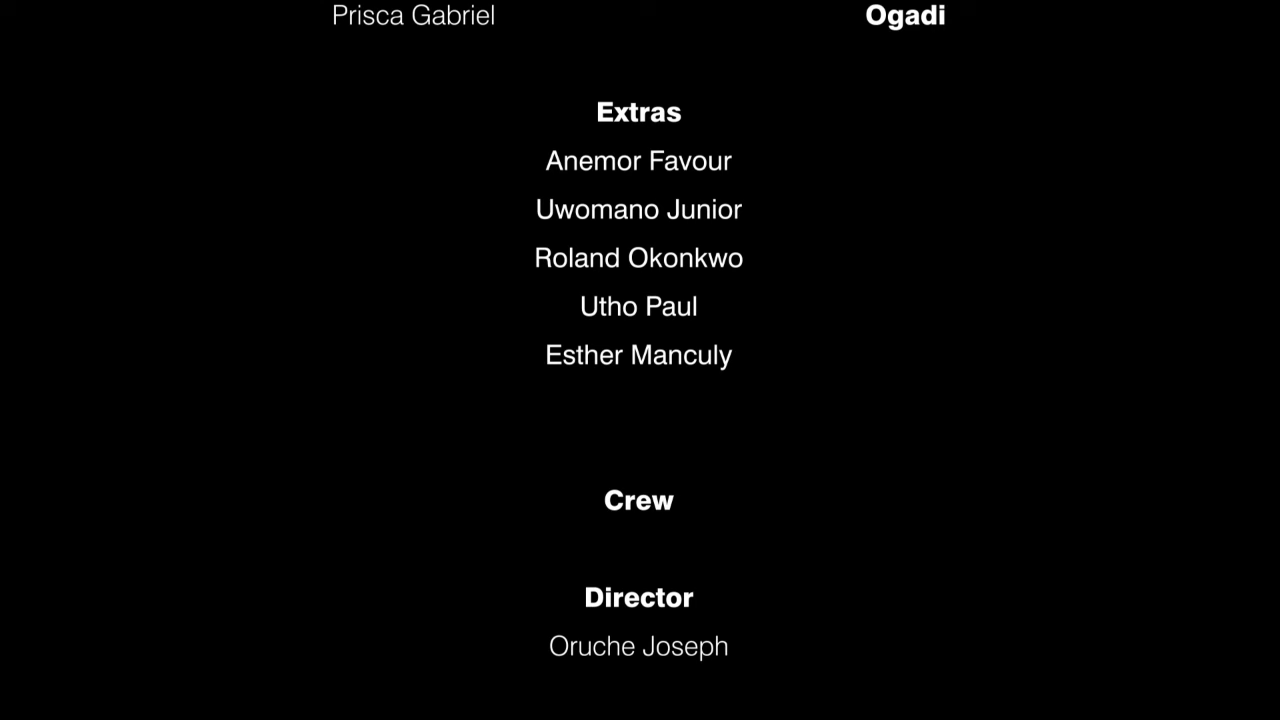 Prisca Gabriel Ogadi
Extras
Anemor Favour
Uwomano Junior
Roland Okonkwo
Utho Paul
Esther Manculy
Crew
Director
Oruche Joseph